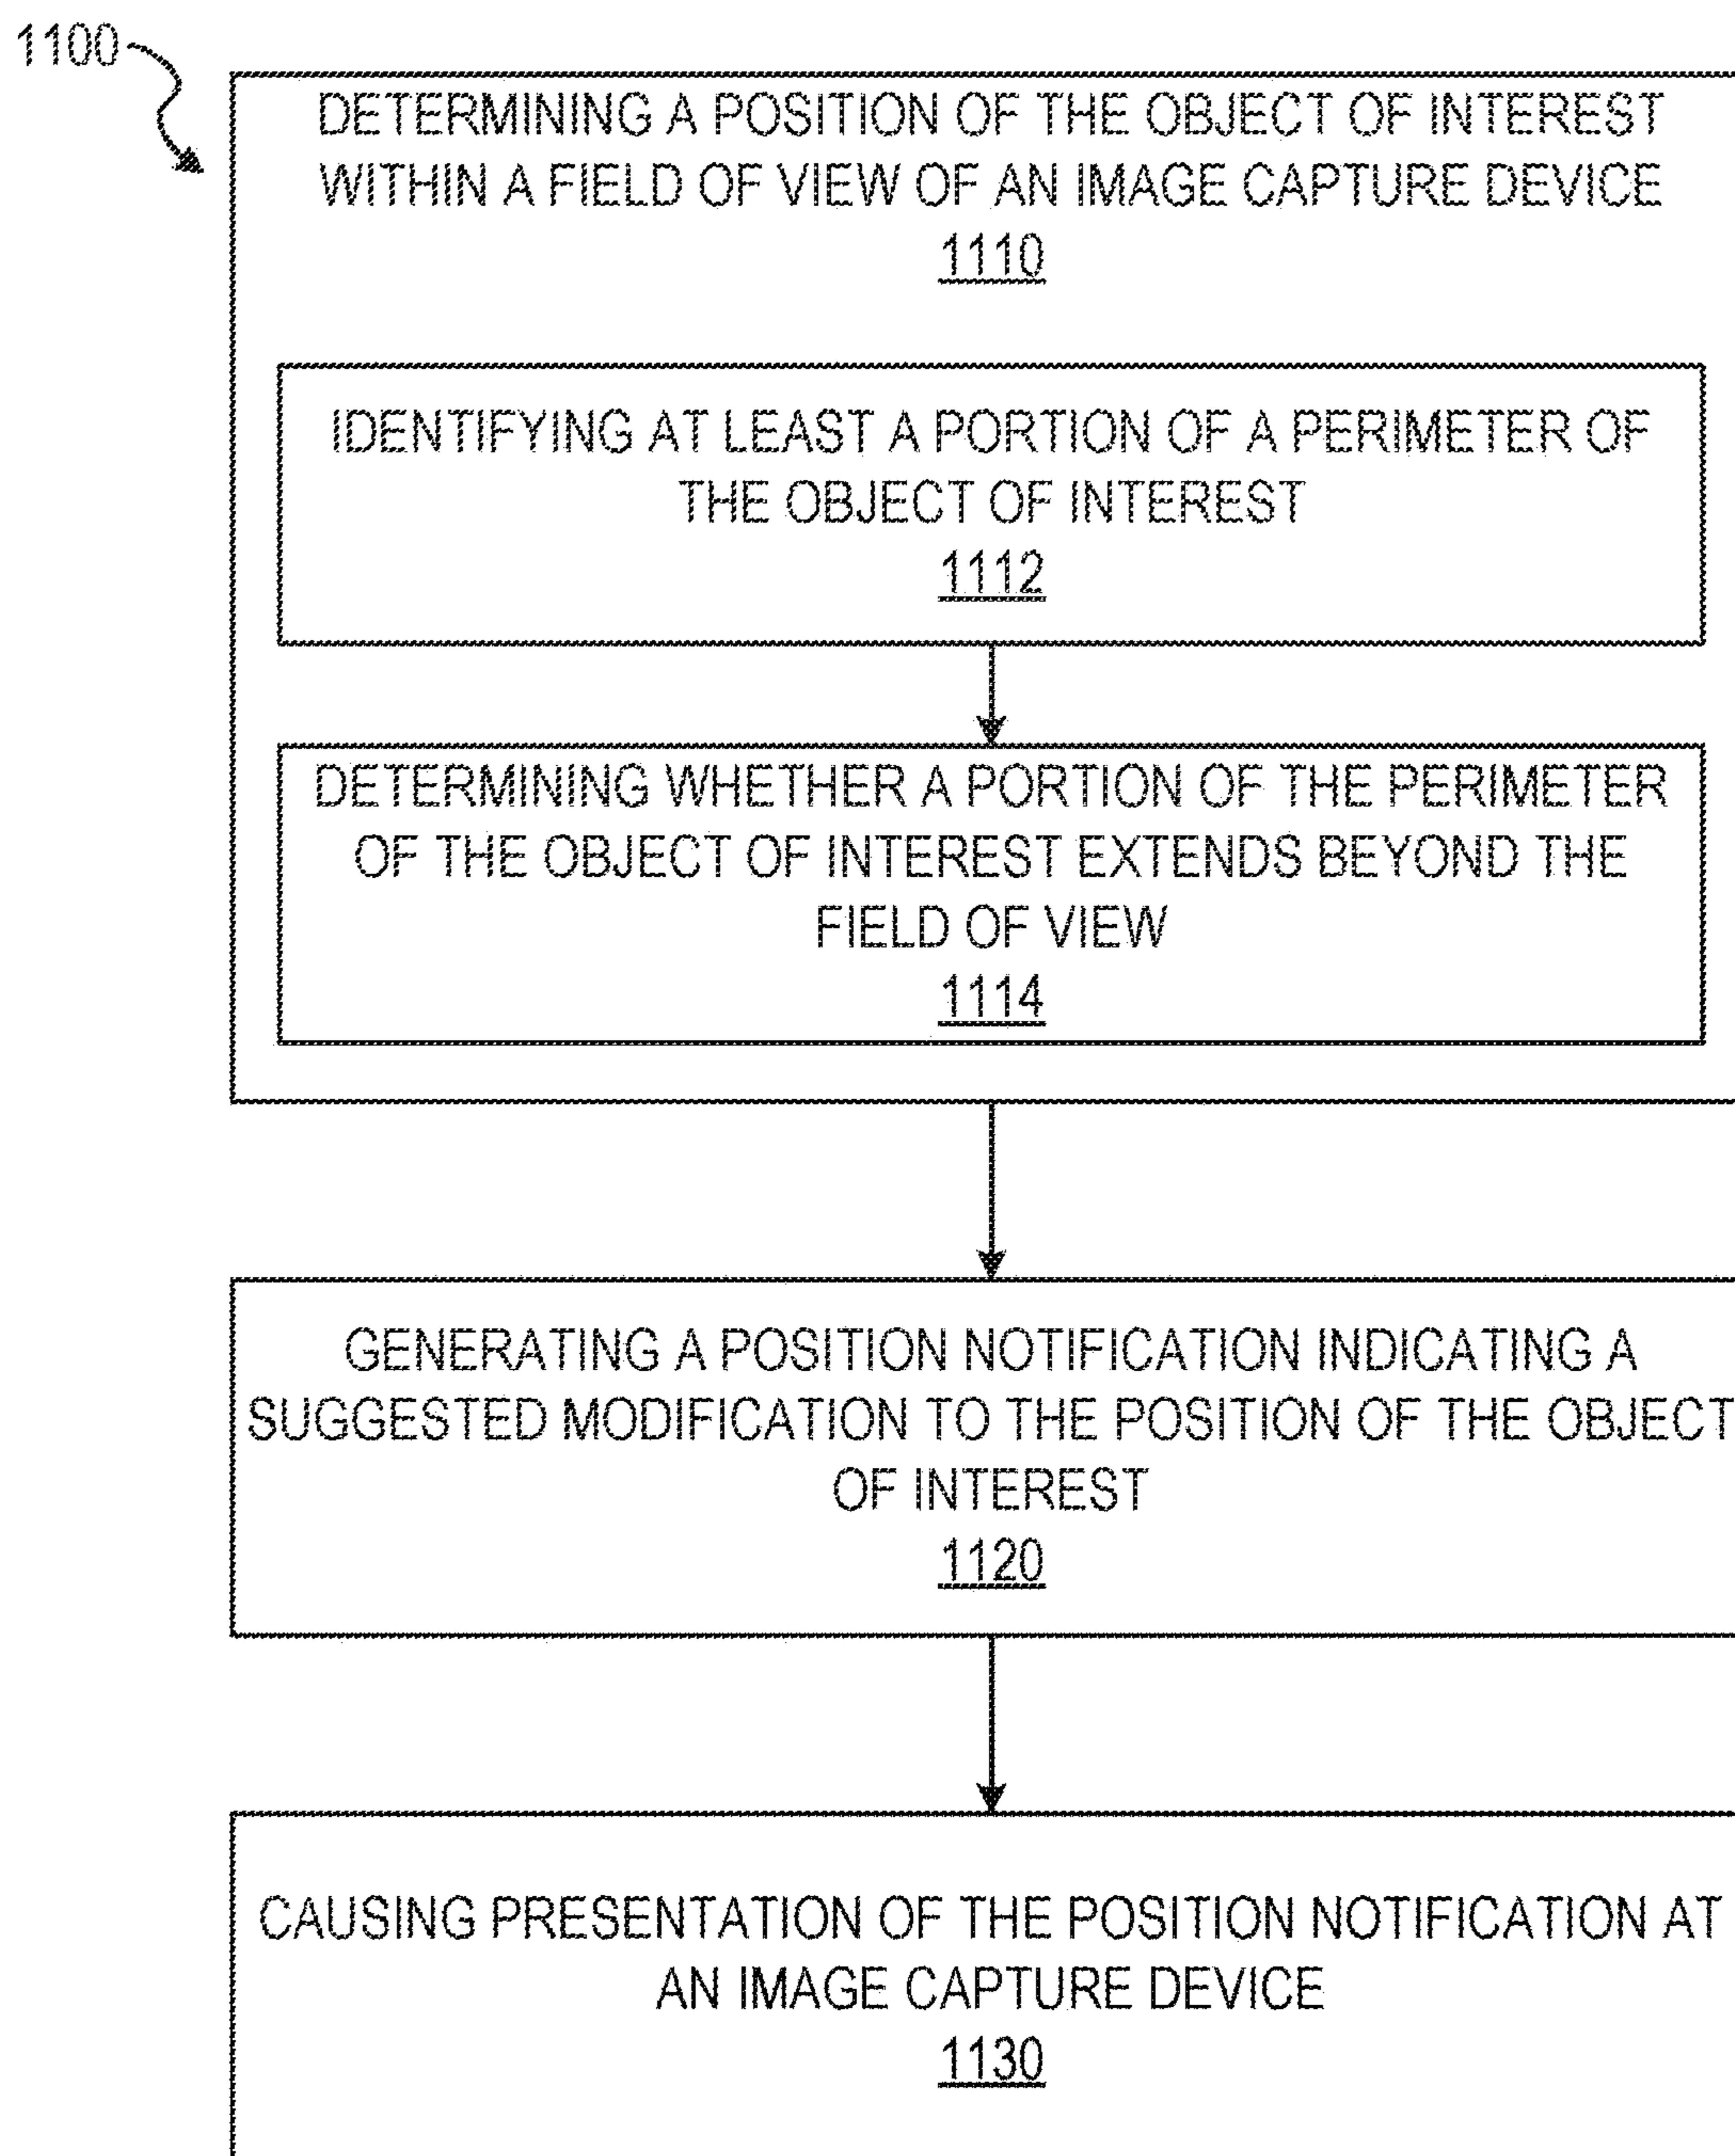 1100
DETERMINING A POSITION OF THE OBJECT OF INTEREST
WITHIN A FIELD OF VIEW OF AN IMAGE CAPTURE DEVICE
1110
IDENTIFYING AT LEAST A PORTION OF A PERIMETER OF
THE OBJECT OF INTEREST
1112
DETERMINING WHETHER A PORTION OF THE PERIMETER
OF THE OBJECT OF INTEREST EXTENDS BEYOND THE
FIELD OF VIEW
1114
GENERATING A POSITION NOTIFICATION INDICATING A
SUGGESTED MODIFICATION TO THE POSITION OF THE OBJECT
OF INTEREST
1120
CAUSING PRESENTATION OF THE POSITION NOTIFICATION AT
AN IMAGE CAPTURE DEVICE
1130